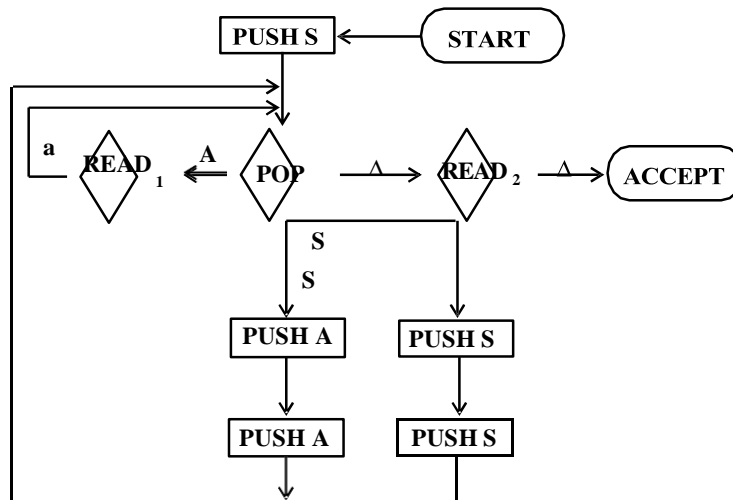 PUSH S
START
a
READ 1
A
POP
Δ
READ 2
Δ
ACCEPT
S
S
PUSH A
PUSH S
PUSH A
PUSH S